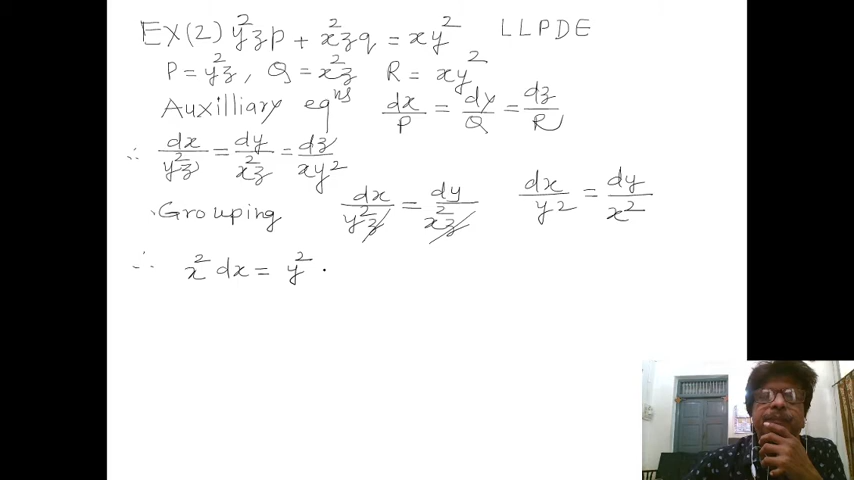 EX(2) y²zp + x²zq = xy² LLPDE
P = y²z, Q = x²z R = xy²
Auxilliary eqⁿˢ dx/P = dy/Q = dz/R
∴ dx/y²z = dy/x²z = dz/xy²
Grouping dx/y²z = dy/x²z dx/y² = dy/x²
∴ x² dx = y² .